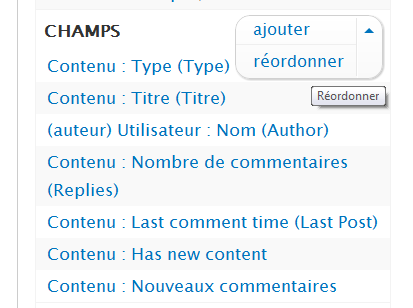 CHAMPS
ajouter
réordonner
Réordonner
Contenu : Type (Type)
Contenu : Titre (Titre)
(auteur) Utilisateur : Nom (Author)
Contenu : Nombre de commentaires
(Replies)
Contenu : Last comment time (Last Post)
Contenu : Has new content
Contenu : Nouveaux commentaires